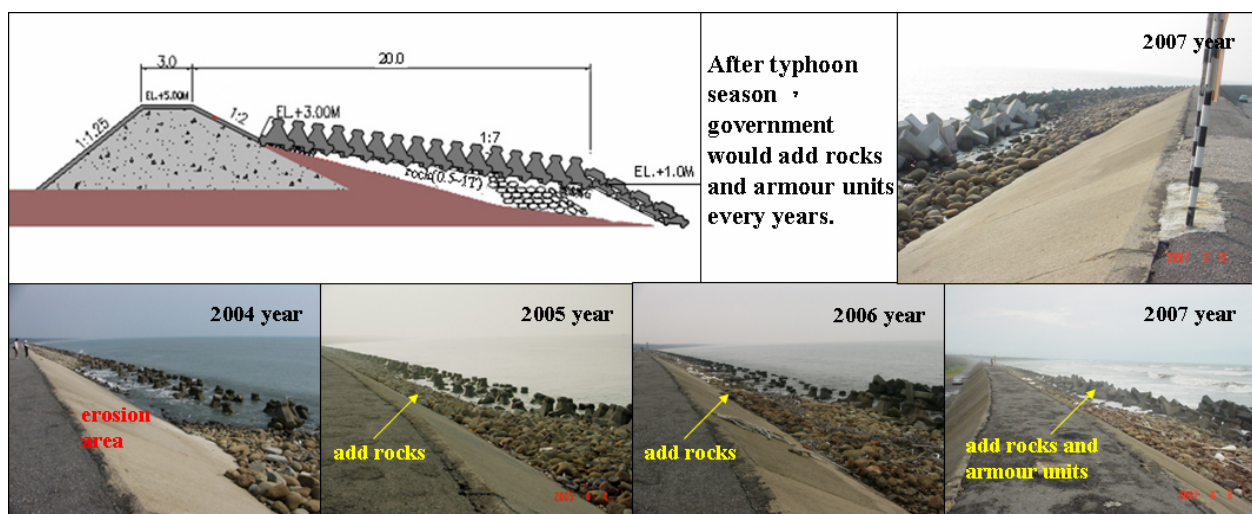 3.0
20.0
EL.+5.00M
1:1.25
1:2
EL.+3.00M
1:7
rock(0.5~1T)
EL.+1.0M
After typhoon
season ,
government
would add rocks
and armour units
every years.
2007 year
2004 year
erosion
area
2005 year
add rocks
2006 year
add rocks
2007 year
add rocks and
armour units